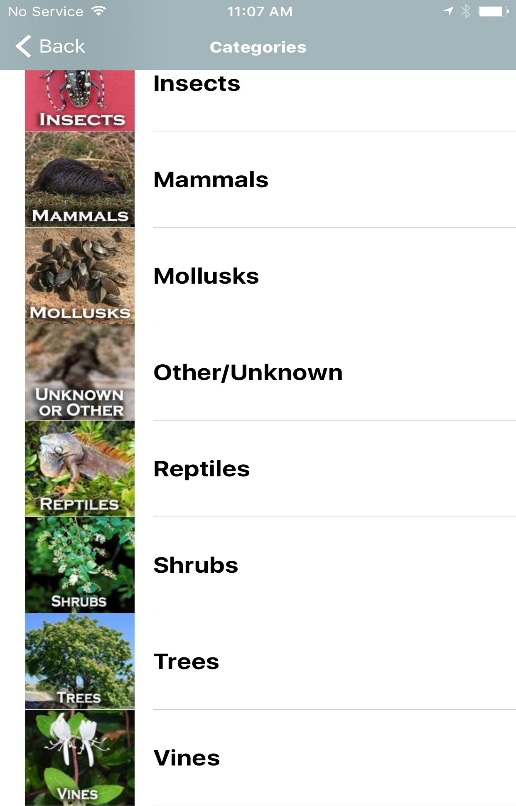 No Service 11:07 AM
Back Categories
INSECTS
Insects
MAMMALS
Mammals
MOLLUSKS
Mollusks
UNKNOWN
OR OTHER
Other/Unknown
REPTILES
Reptiles
SHRUBS
Shrubs
TREES
Trees
VINES
Vines